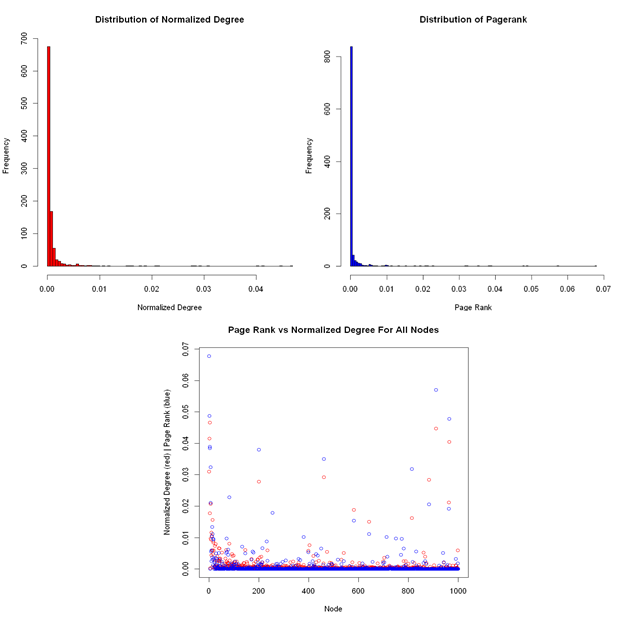 Distribution of Normalized Degree
Frequency
0 100 200 300 400 500 600 700
0.00 0.01 0.02 0.03 0.04
Normalized Degree
Distribution of Pagerank
Frequency
0 200 400 600 800
0.00 0.01 0.02 0.03 0.04 0.05 0.06 0.07
Page Rank
Page Rank vs Normalized Degree For All Nodes
Normalized Degree (red) | Page Rank (blue)
0.00 0.01 0.02 0.03 0.04 0.05 0.06 0.07
0 200 400 600 800 1000
Node